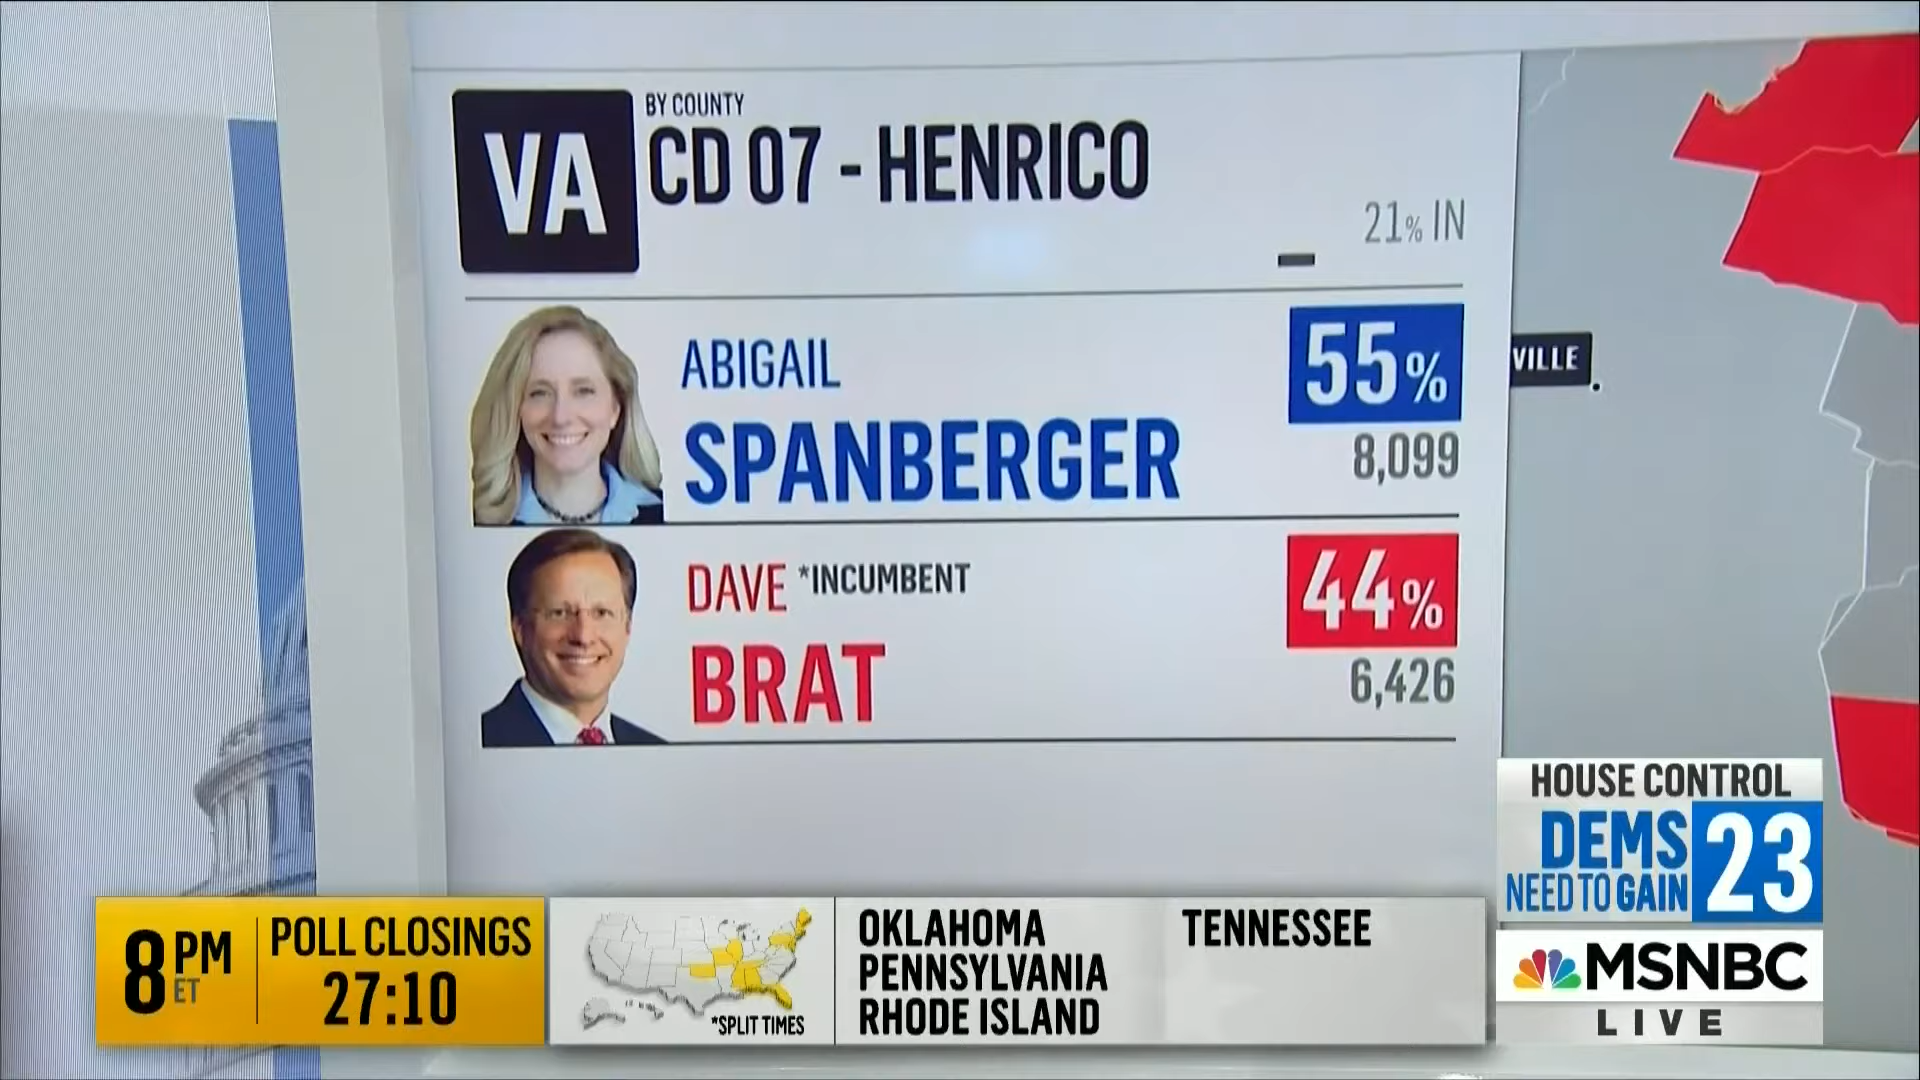 VA
BY COUNTY
CD 07 - HENRICO
21% IN
ABIGAIL
SPANBERGER
55%
8,099
DAVE *INCUMBENT
BRAT
44%
6,426
VILLE
HOUSE CONTROL
DEMS
NEED TO GAIN
23
8 PM
ET
POLL CLOSINGS
27:10
*SPLIT TIMES
OKLAHOMA
PENNSYLVANIA
RHODE ISLAND
TENNESSEE
MSNBC
LIVE